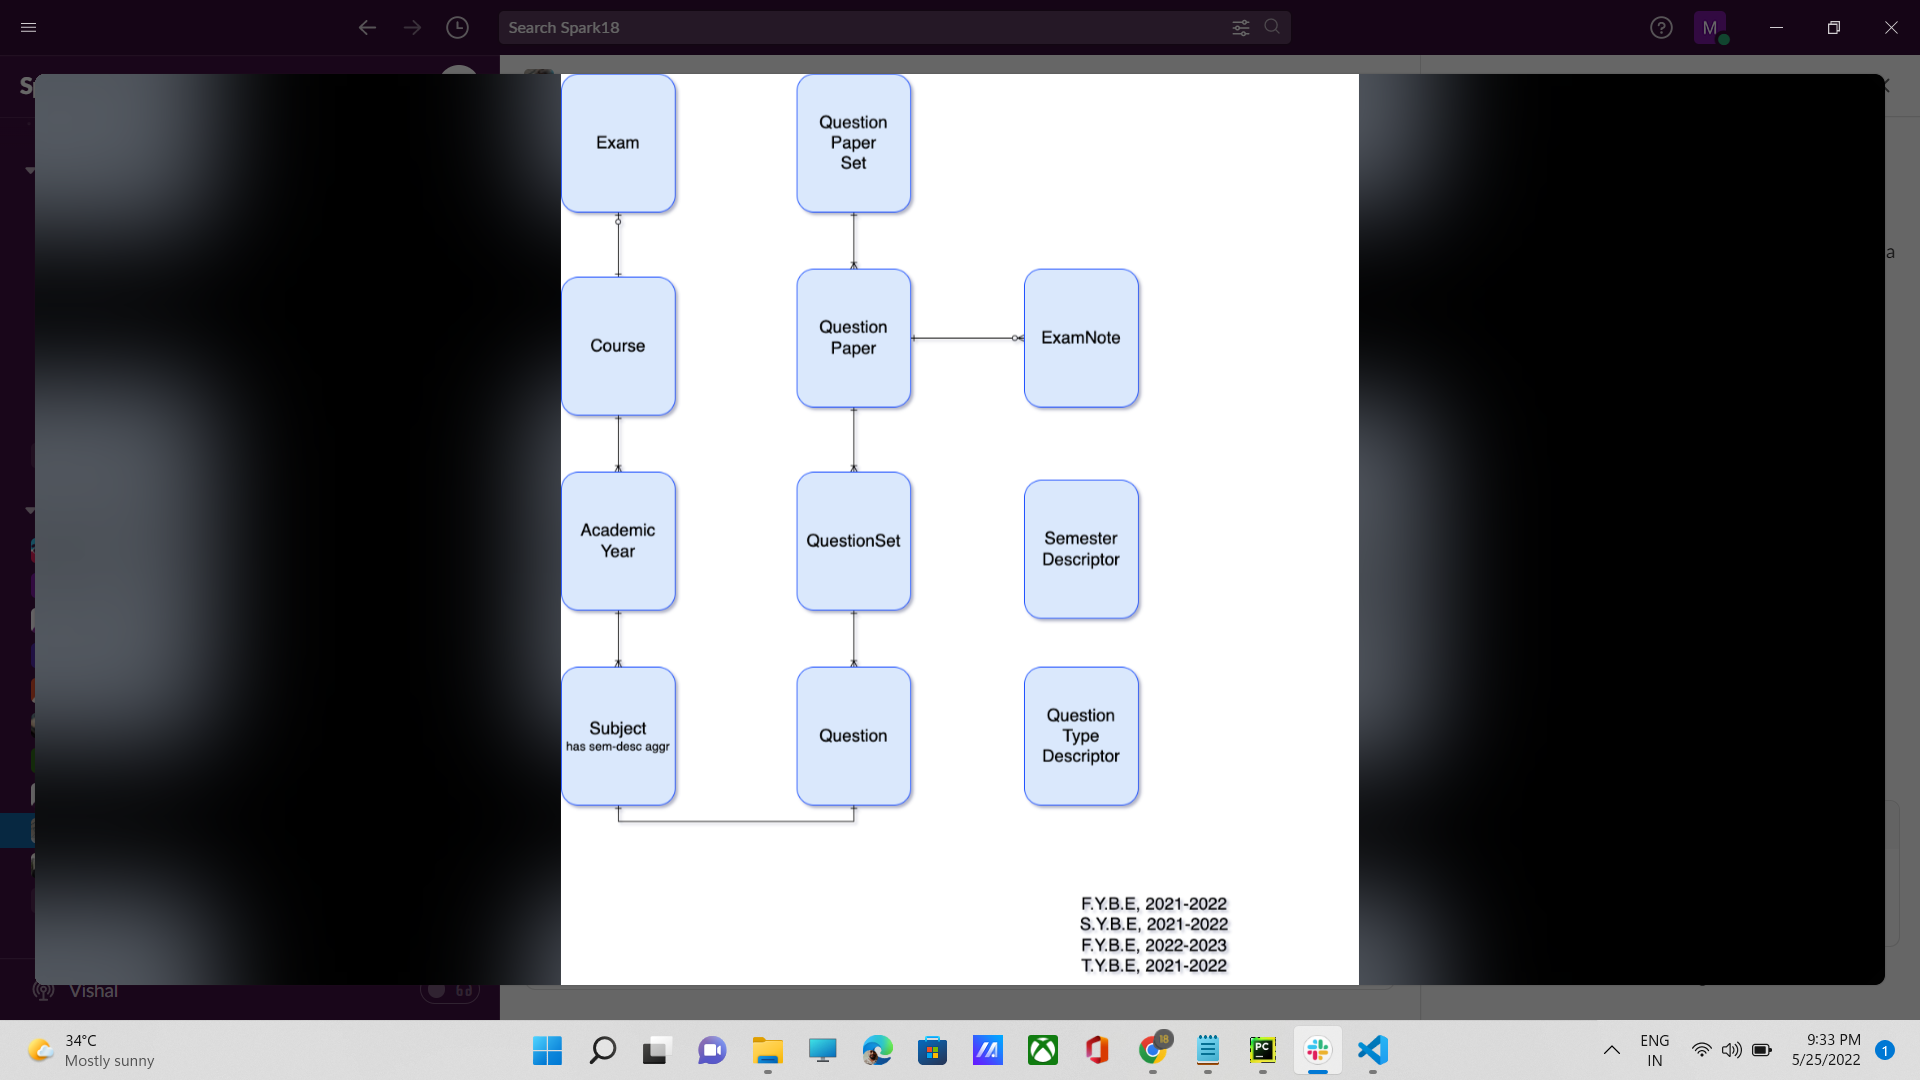 Search Spark18
M
Exam
Question
Paper
Set
Course
Question
Paper
ExamNote
Academic
Year
QuestionSet
Semester
Descriptor
Subject
has sem-desc aggr
Question
Question
Type
Descriptor
F.Y.B.E, 2021-2022
S.Y.B.E, 2021-2022
F.Y.B.E, 2022-2023
T.Y.B.E, 2021-2022
Vishal
34°C
Mostly sunny
18
PC
ENG
IN
9:33 PM
5/25/2022
1